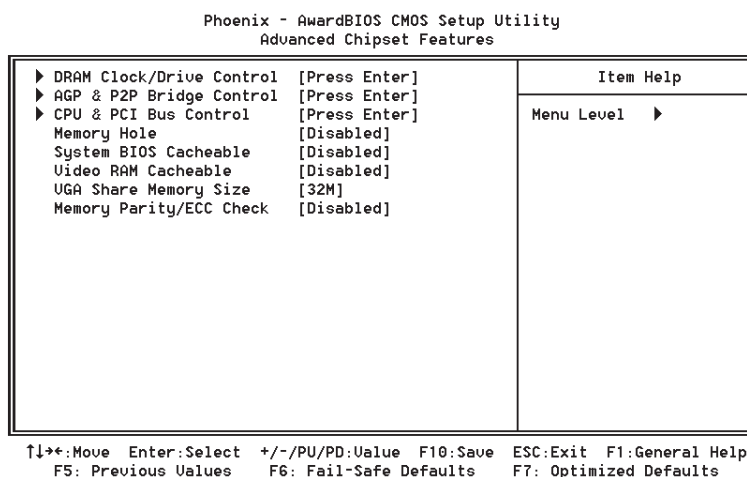 Phoenix - AwardBIOS CMOS Setup Utility
Advanced Chipset Features
▶ DRAM Clock/Drive Control [Press Enter]
▶ AGP & P2P Bridge Control [Press Enter]
▶ CPU & PCI Bus Control [Press Enter]
Memory Hole [Disabled]
System BIOS Cacheable [Disabled]
Video RAM Cacheable [Disabled]
VGA Share Memory Size [32M]
Memory Parity/ECC Check [Disabled]
Item Help
Menu Level ▶
↑↓→←:Move Enter:Select +/-/PU/PD:Value F10:Save ESC:Exit F1:General Help
F5: Previous Values F6: Fail-Safe Defaults F7: Optimized Defaults